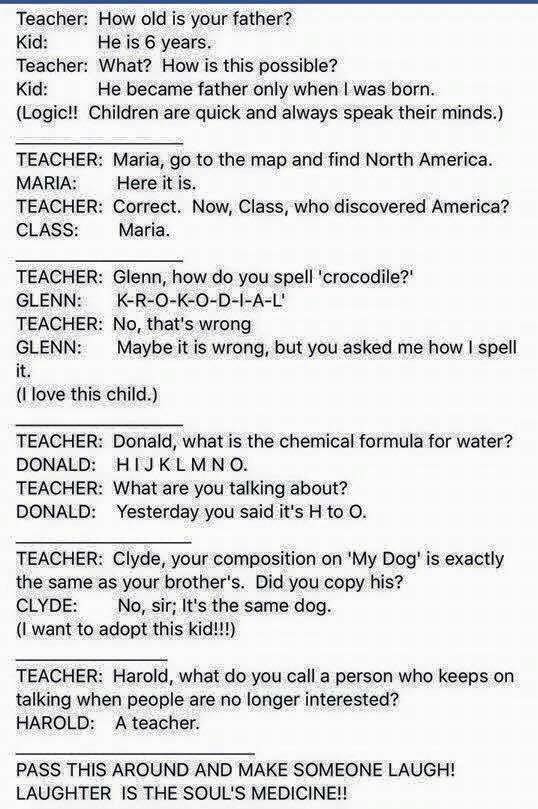 Teacher: How old is your father?
Kid: He is 6 years.
Teacher: What? How is this possible?
Kid: He became father only when I was born.
(Logic!! Children are quick and always speak their minds.)
TEACHER: Maria, go to the map and find North America.
MARIA: Here it is.
TEACHER: Correct. Now, Class, who discovered America?
CLASS: Maria.
TEACHER: Glenn, how do you spell 'crocodile?'
GLENN: K-R-O-K-O-D-I-A-L'
TEACHER: No, that's wrong
GLENN: Maybe it is wrong, but you asked me how I spell
it.
(I love this child.)
TEACHER: Donald, what is the chemical formula for water?
DONALD: H I J K L M N O.
TEACHER: What are you talking about?
DONALD: Yesterday you said it's H to O.
TEACHER: Clyde, your composition on 'My Dog' is exactly
the same as your brother's. Did you copy his?
CLYDE: No, sir; It's the same dog.
(I want to adopt this kid!!!)
TEACHER: Harold, what do you call a person who keeps on
talking when people are no longer interested?
HAROLD: A teacher.
PASS THIS AROUND AND MAKE SOMEONE LAUGH!
LAUGHTER IS THE SOUL'S MEDICINE!!